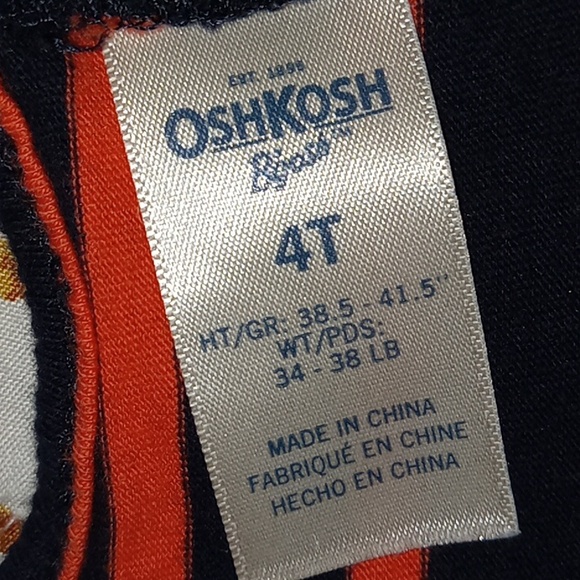 EST. 1895
OSHKOSH
B'gosh™
4T
HT/GR: 38.5 - 41.5"
WT/PDS:
34 - 38 LB
MADE IN CHINA
FABRIQUÉ EN CHINE
HECHO EN CHINA